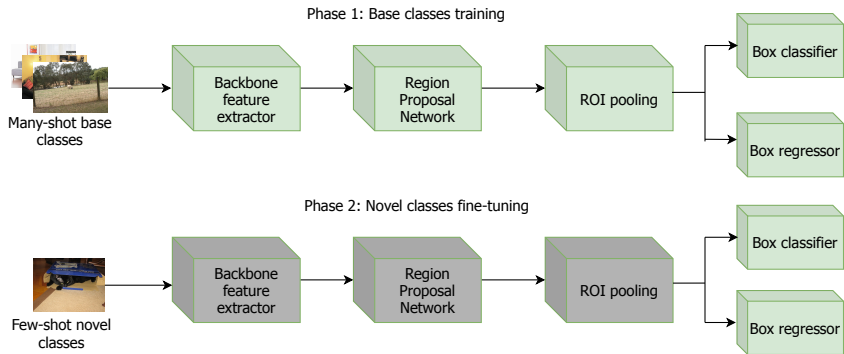 Phase 1: Base classes training
Many-shot base
classes
Backbone
feature
extractor
Region
Proposal
Network
ROI pooling
Box classifier
Box regressor
Phase 2: Novel classes fine-tuning
Few-shot novel
classes
Backbone
feature
extractor
Region
Proposal
Network
ROI pooling
Box classifier
Box regressor